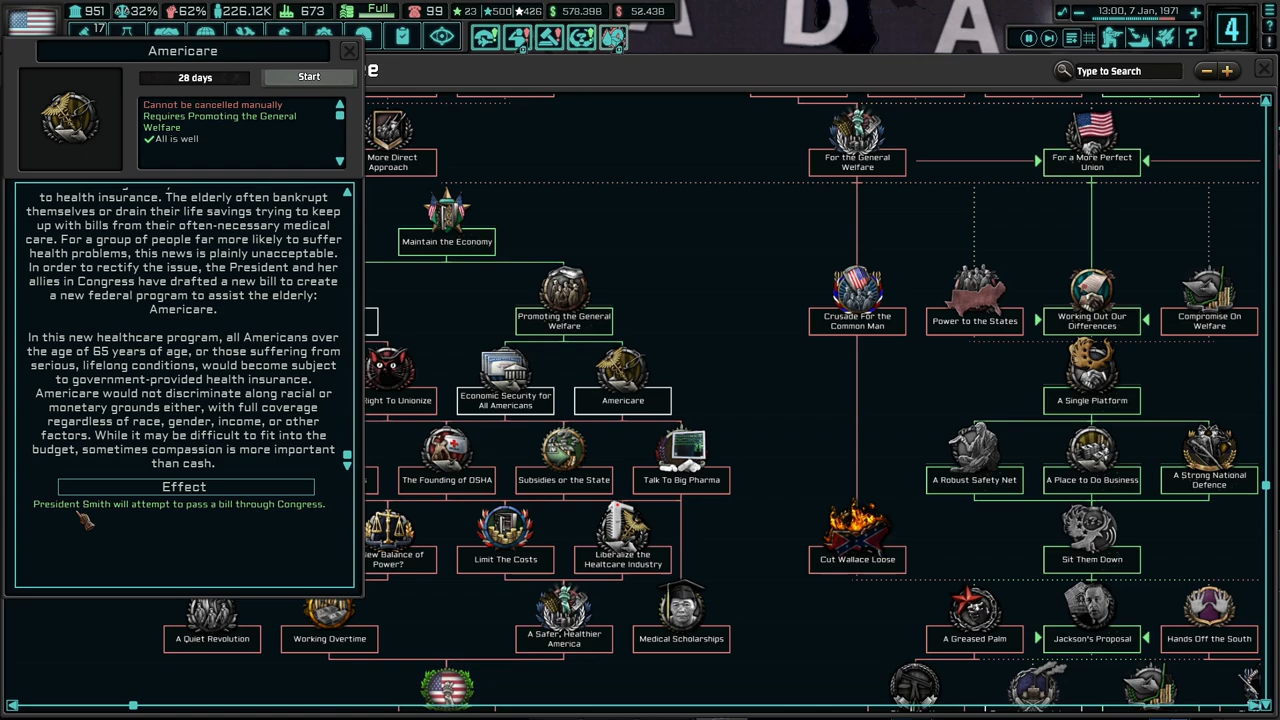 951 32% 62% 226.12K 673 Full 99 23 500 426 $ 578.39B $ 52.43B
13:00, 7 Jan, 1971
4
17
Americare
28 days
Start
Cannot be cancelled manually
Requires Promoting the General
Welfare
All is well
to health insurance. The elderly often bankrupt
themselves or drain their life savings trying to keep
up with bills from their often-necessary medical
care. For a group of people far more likely to suffer
health problems, this news is plainly unacceptable.
In order to rectify the issue, the President and her
allies in Congress have drafted a new bill to create
a new federal program to assist the elderly:
Americare.
In this new healthcare program, all Americans over
the age of 65 years of age, or those suffering from
serious, lifelong conditions, would become subject
to government-provided health insurance.
Americare would not discriminate along racial or
monetary grounds either, with full coverage
regardless of race, gender, income, or other
factors. While it may be difficult to fit into the
budget, sometimes compassion is more important
than cash.
Effect
President Smith will attempt to pass a bill through Congress.
Type to Search
More Direct
Approach
For the General
Welfare
For a More Perfect
Union
Maintain the Economy
Promoting the General
Welfare
Crusade For the
Common Man
Power to the States
Working Out Our
Differences
Compromise On
Welfare
Right To Unionize
Economic Security for
All Americans
Americare
A Single Platform
The Founding of OSHA
Subsidies or the State
Talk To Big Pharma
A Robust Safety Net
A Place to Do Business
A Strong National
Defence
New Balance of
Power?
Limit The Costs
Liberalize the
Healtcare Industry
Cut Wallace Loose
Sit Them Down
A Quiet Revolution
Working Overtime
A Safer, Healthier
America
Medical Scholarships
A Greased Palm
Jackson's Proposal
Hands Off the South